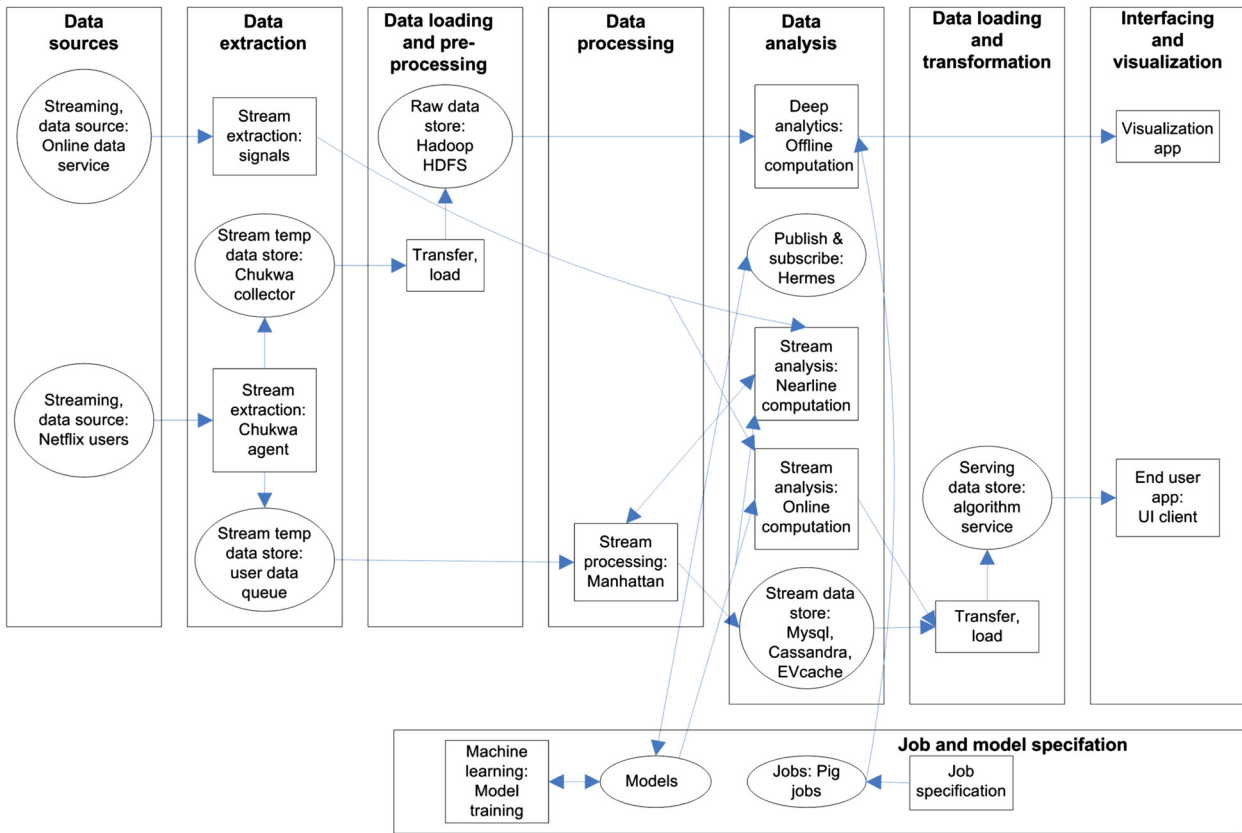 Data
sources
Data
extraction
Data loading
and pre-
processing
Data
processing
Data
analysis
Data loading
and
transformation
Interfacing
and
visualization
Streaming,
data source:
Online data
service
Stream
extraction:
signals
Raw data
store:
Hadoop
HDFS
Deep
analytics:
Offline
computation
Visualization
app
Stream temp
data store:
Chukwa
collector
Transfer,
load
Publish &
subscribe:
Hermes
Streaming,
data source:
Netflix users
Stream
extraction:
Chukwa
agent
Stream
analysis:
Nearline
computation
Stream
analysis:
Online
computation
Serving
data store:
algorithm
service
End user
app:
UI client
Stream temp
data store:
user data
queue
Stream
processing:
Manhattan
Stream data
store:
Mysql,
Cassandra,
EVcache
Transfer,
load
Job and model specifation
Machine
learning:
Model
training
Models
Jobs: Pig
jobs
Job
specification